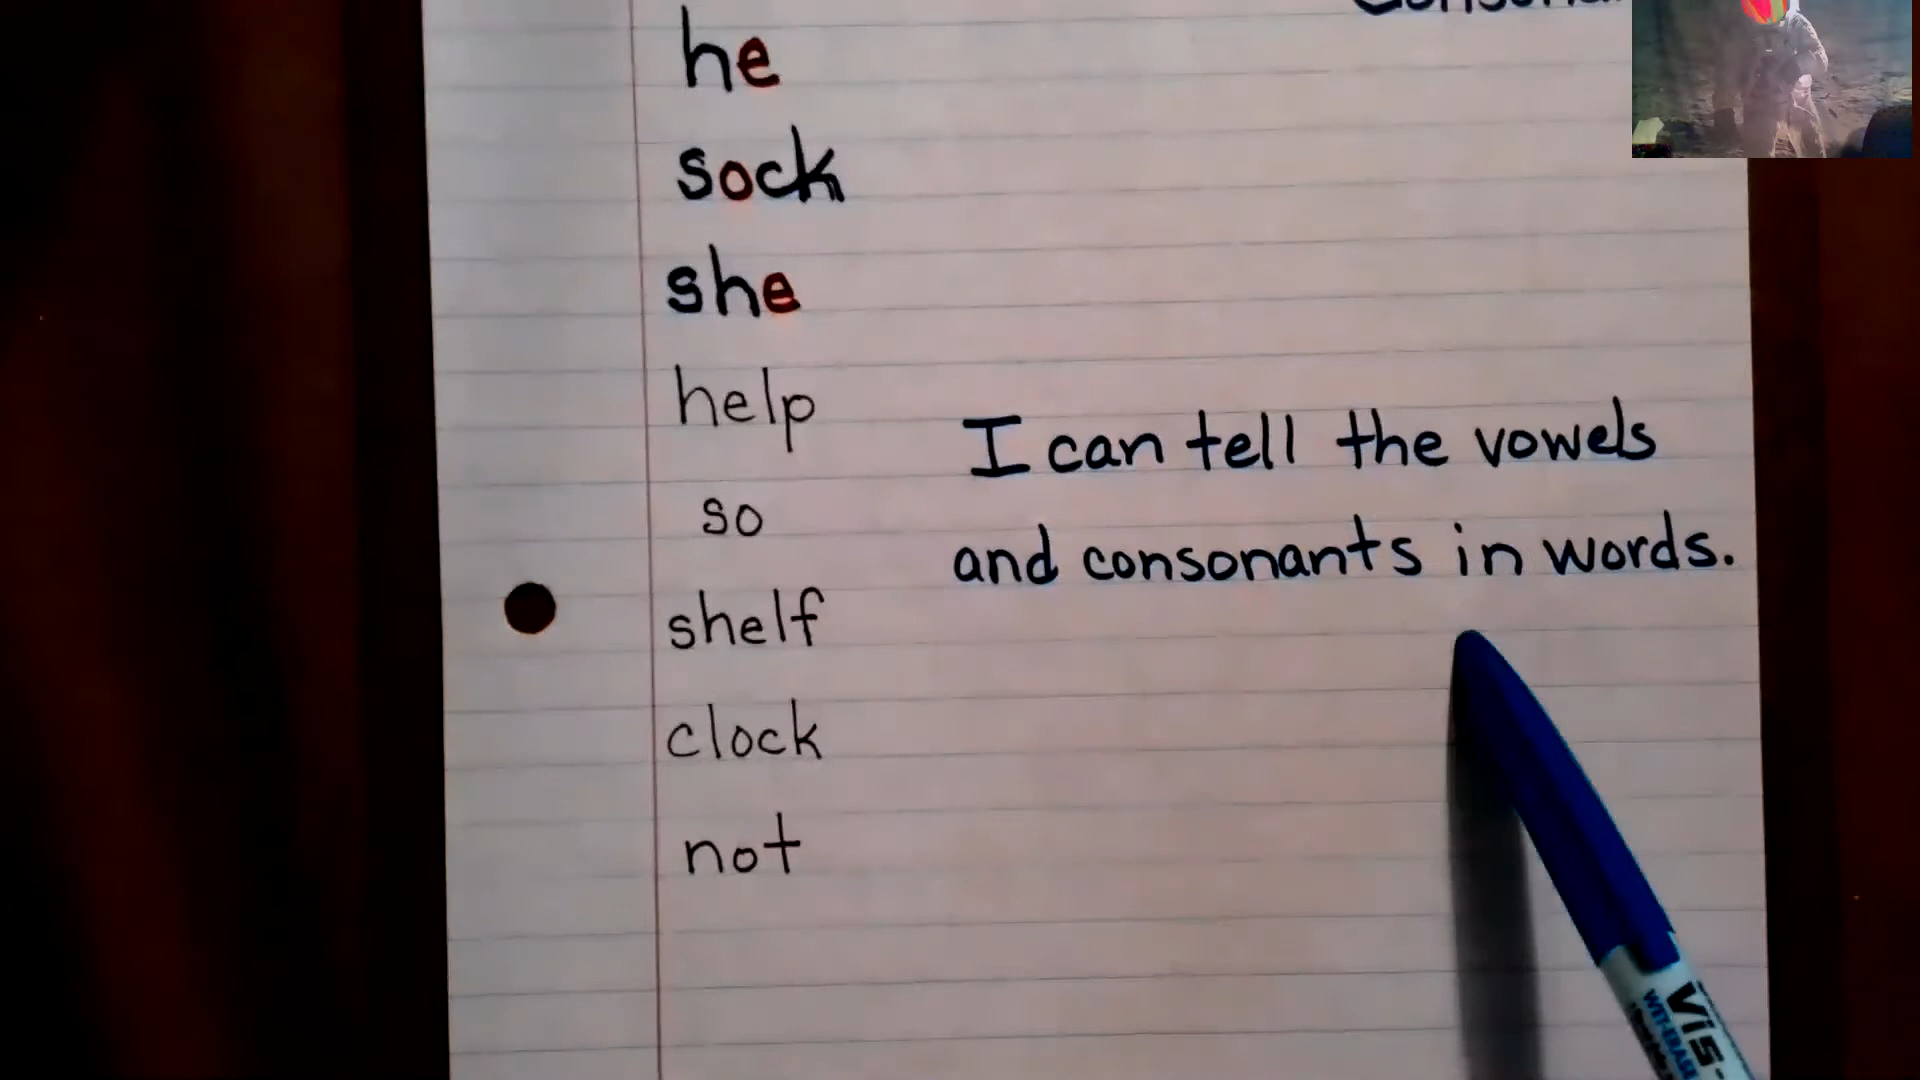 he
sock
she
help
so
shelf
clock
not
I can tell the vowels
and consonants in words.